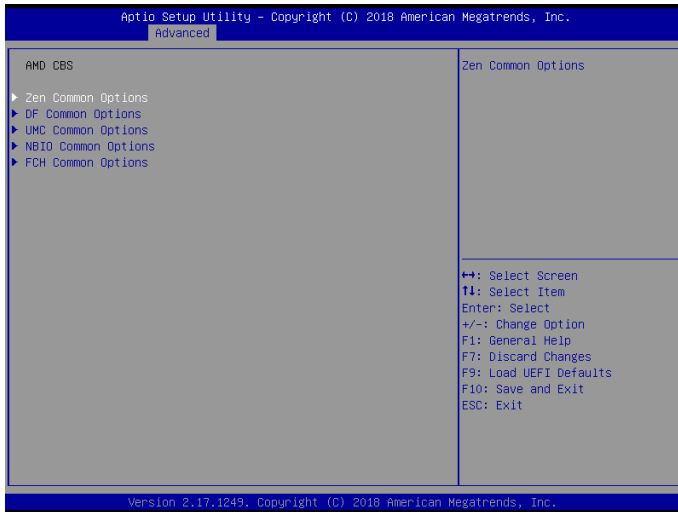 Aptio Setup Utility – Copyright (C) 2018 American Megatrends, Inc.
Advanced
AMD CBS
Zen Common Options
DF Common Options
UMC Common Options
NBIO Common Options
FCH Common Options
Zen Common Options
↔: Select Screen
↑↓: Select Item
Enter: Select
+/-: Change Option
F1: General Help
F7: Discard Changes
F9: Load UEFI Defaults
F10: Save and Exit
ESC: Exit
Version 2.17.1249. Copyright (C) 2018 American Megatrends, Inc.